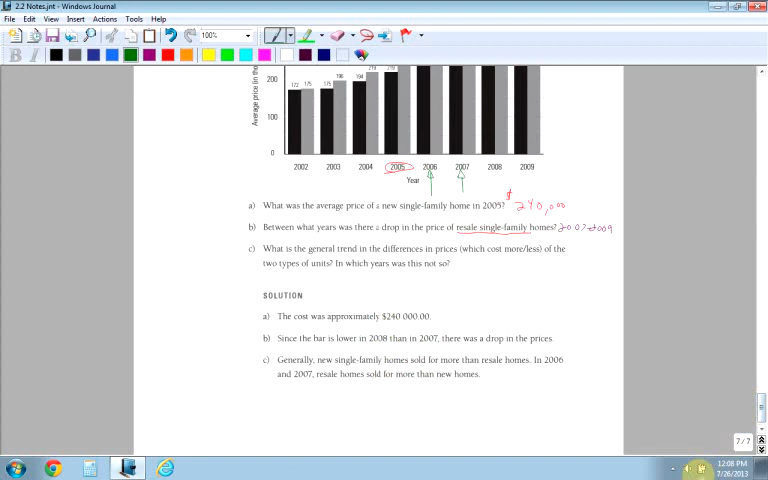 2.2 Notes.jnt - Windows Journal
File Edit View Insert Actions Tools Help
100%
B I
Average price (in the
200
100
0
172 175 175 196 194 219 219
2002 2003 2004 2005 2006 2007 2008 2009
Year
a) What was the average price of a new single-family home in 2005? $240,000
b) Between what years was there a drop in the price of resale single-family homes? 2007-2009
c) What is the general trend in the differences in prices (which cost more/less) of the
two types of units? In which years was this not so?
SOLUTION
a) The cost was approximately $240 000.00.
b) Since the bar is lower in 2008 than in 2007, there was a drop in the prices.
c) Generally, new single-family homes sold for more than resale homes. In 2006
and 2007, resale homes sold for more than new homes.
7 / 7
12:08 PM
7/26/2013